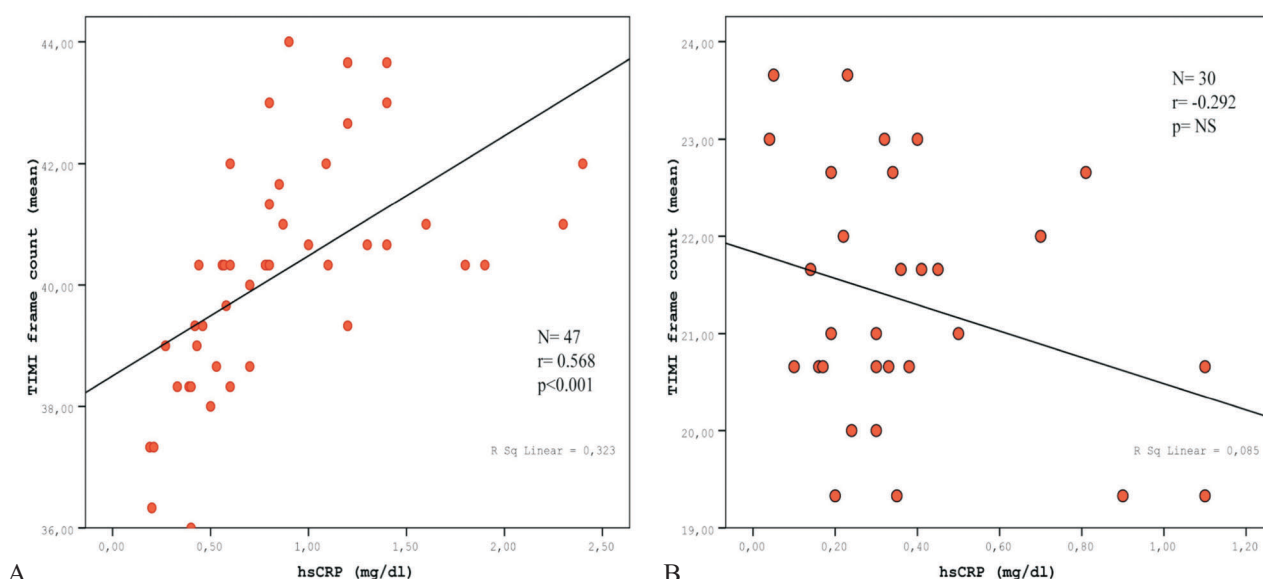 44,00
42,00
40,00
38,00
36,00
TIMI frame count (mean)
N= 47
r= 0.568
p<0.001
R Sq Linear = 0,323
0,00 0,50 1,00 1,50 2,00 2,50
hsCRP (mg/dl)
A
24,00
23,00
22,00
21,00
20,00
19,00
TIMI frame count (mean)
N= 30
r= -0.292
p= NS
R Sq Linear = 0,085
0,00 0,20 0,40 0,60 0,80 1,00 1,20
hsCRP (mg/dl)
B